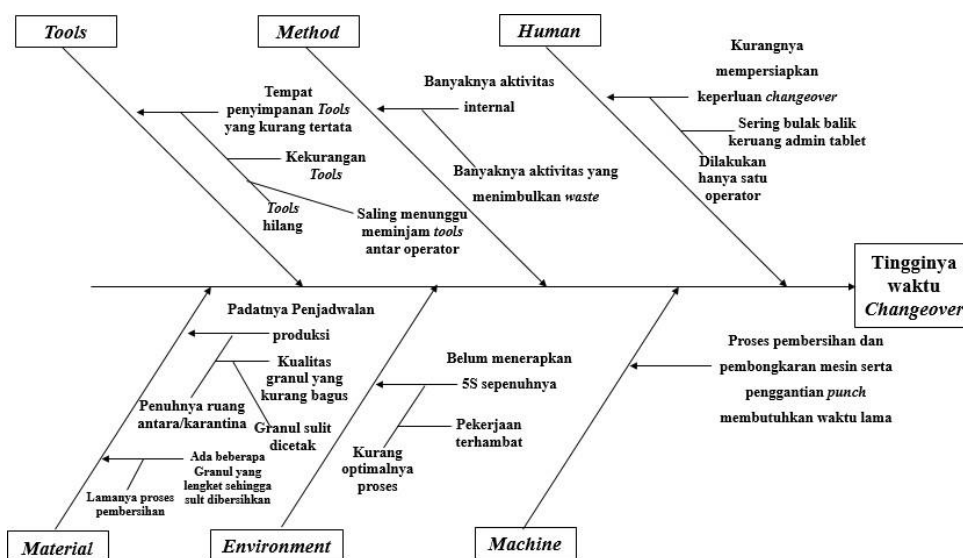 Tools
Method
Human
Tempat
penyimpanan Tools
yang kurang tertata
Kekurangan
Tools
Tools
hilang
Saling menunggu
meminjam tools
antar operator
Banyaknya aktivitas
internal
Banyaknya aktivitas yang
menimbulkan waste
Kurangnya
mempersiapkan
keperluan changeover
Sering bulak balik
keruang admin tablet
Dilakukan
hanya satu
operator
Tingginya
waktu
Changeover
Padatnya Penjadwalan
produksi
Kualitas
granul yang
kurang bagus
Penuhnya ruang
antara/karantina
Granul sulit
dicetak
Ada beberapa
Granul yang
lengket sehingga
sult dibersihkan
Lamanya proses
pembersihan
Belum menerapkan
5S sepenuhnya
Pekerjaan
terhambat
Kurang
optimalnya
proses
Proses pembersihan dan
pembongkaran mesin serta
penggantian punch
membutuhkan waktu lama
Material
Environment
Machine